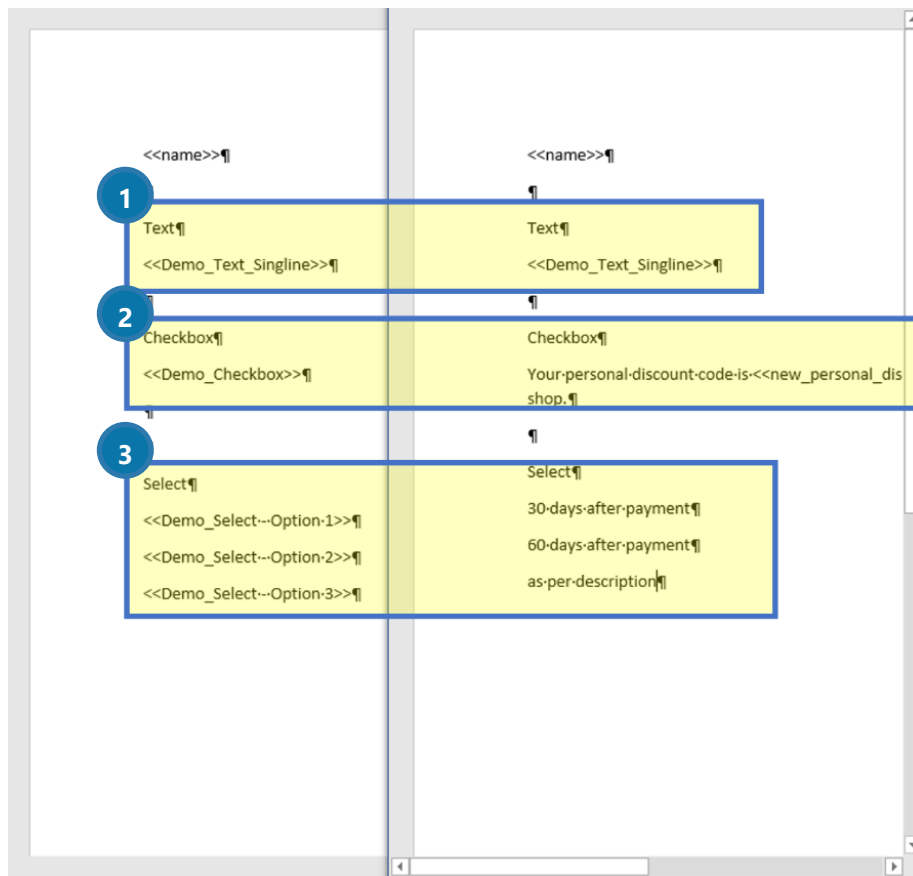 <<name>>¶
1
Text¶
<<Demo_Text_Singline>>¶
¶
2
Checkbox¶
<<Demo_Checkbox>>¶
¶
3
Select¶
<<Demo_Select·-·Option·1>>¶
<<Demo_Select·-·Option·2>>¶
<<Demo_Select·-·Option·3>>¶
<<name>>¶
¶
Text¶
<<Demo_Text_Singline>>¶
¶
Checkbox¶
Your·personal·discount·code·is·<<new_personal_dis
shop.¶
¶
Select¶
30·days·after·payment¶
60·days·after·payment¶
as·per·description¶